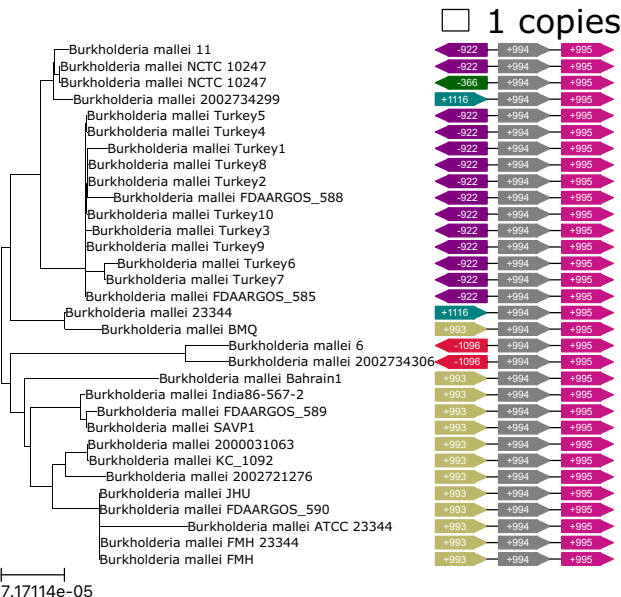 1 copies
Burkholderia mallei 11 -922 +994 +995
Burkholderia mallei NCTC 10247 -922 +994 +995
Burkholderia mallei NCTC 10247 -366 +994 +995
Burkholderia mallei 2002734299 +1116 +994 +995
Burkholderia mallei Turkey5 -922 +994 +995
Burkholderia mallei Turkey4 -922 +994 +995
Burkholderia mallei Turkey1 -922 +994 +995
Burkholderia mallei Turkey8 -922 +994 +995
Burkholderia mallei Turkey2 -922 +994 +995
Burkholderia mallei FDAARGOS_588 -922 +994 +995
Burkholderia mallei Turkey10 -922 +994 +995
Burkholderia mallei Turkey3 -922 +994 +995
Burkholderia mallei Turkey9 -922 +994 +995
Burkholderia mallei Turkey6 -922 +994 +995
Burkholderia mallei Turkey7 -922 +994 +995
Burkholderia mallei FDAARGOS_585 -922 +994 +995
Burkholderia mallei 23344 +1116 +994 +995
Burkholderia mallei BMQ +993 +994 +995
Burkholderia mallei 6 -1096 +994 +995
Burkholderia mallei 2002734306 -1096 +994 +995
Burkholderia mallei Bahrain1 +993 +994 +995
Burkholderia mallei India86-567-2 +993 +994 +995
Burkholderia mallei FDAARGOS_589 +993 +994 +995
Burkholderia mallei SAVP1 +993 +994 +995
Burkholderia mallei 2000031063 +993 +994 +995
Burkholderia mallei KC_1092 +993 +994 +995
Burkholderia mallei 2002721276 +993 +994 +995
Burkholderia mallei JHU +993 +994 +995
Burkholderia mallei FDAARGOS_590 +993 +994 +995
Burkholderia mallei ATCC 23344 +993 +994 +995
Burkholderia mallei FMH 23344 +993 +994 +995
Burkholderia mallei FMH +993 +994 +995
7.17114e-05